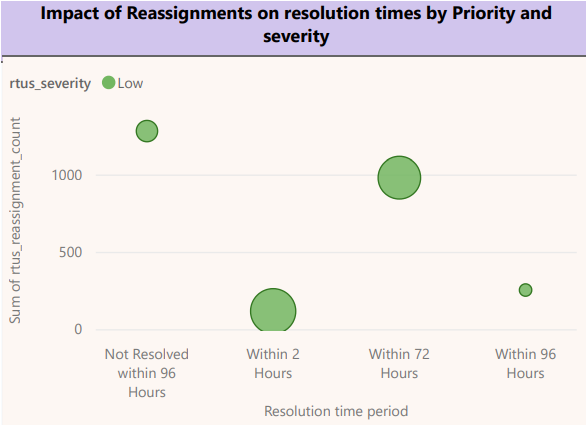 Impact of Reassignments on resolution times by Priority and
severity
rtus_severity Low
Sum of rtus_reassignment_count
1000
500
0
Not Resolved
within 96
Hours
Within 2
Hours
Within 72
Hours
Within 96
Hours
Resolution time period